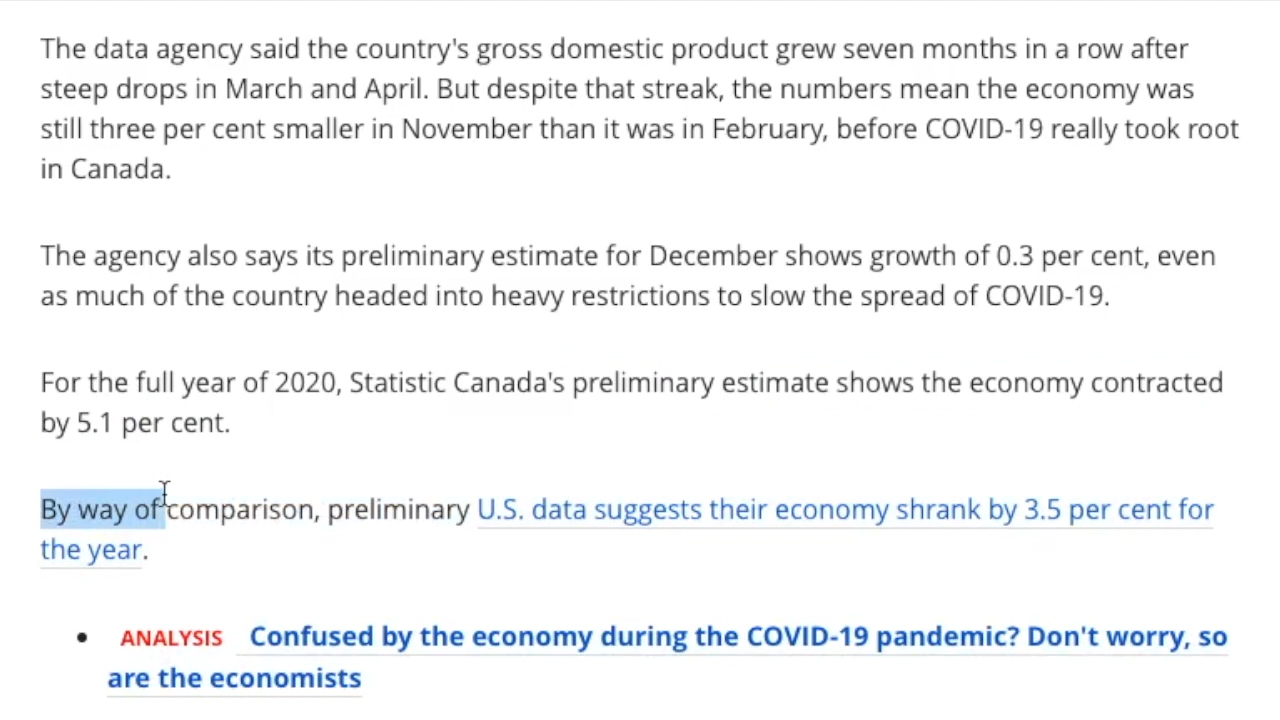 The data agency said the country's gross domestic product grew seven months in a row after
steep drops in March and April. But despite that streak, the numbers mean the economy was
still three per cent smaller in November than it was in February, before COVID-19 really took root
in Canada.
The agency also says its preliminary estimate for December shows growth of 0.3 per cent, even
as much of the country headed into heavy restrictions to slow the spread of COVID-19.
For the full year of 2020, Statistic Canada's preliminary estimate shows the economy contracted
by 5.1 per cent.
By way of comparison, preliminary U.S. data suggests their economy shrank by 3.5 per cent for
the year.
• ANALYSIS Confused by the economy during the COVID-19 pandemic? Don't worry, so
are the economists